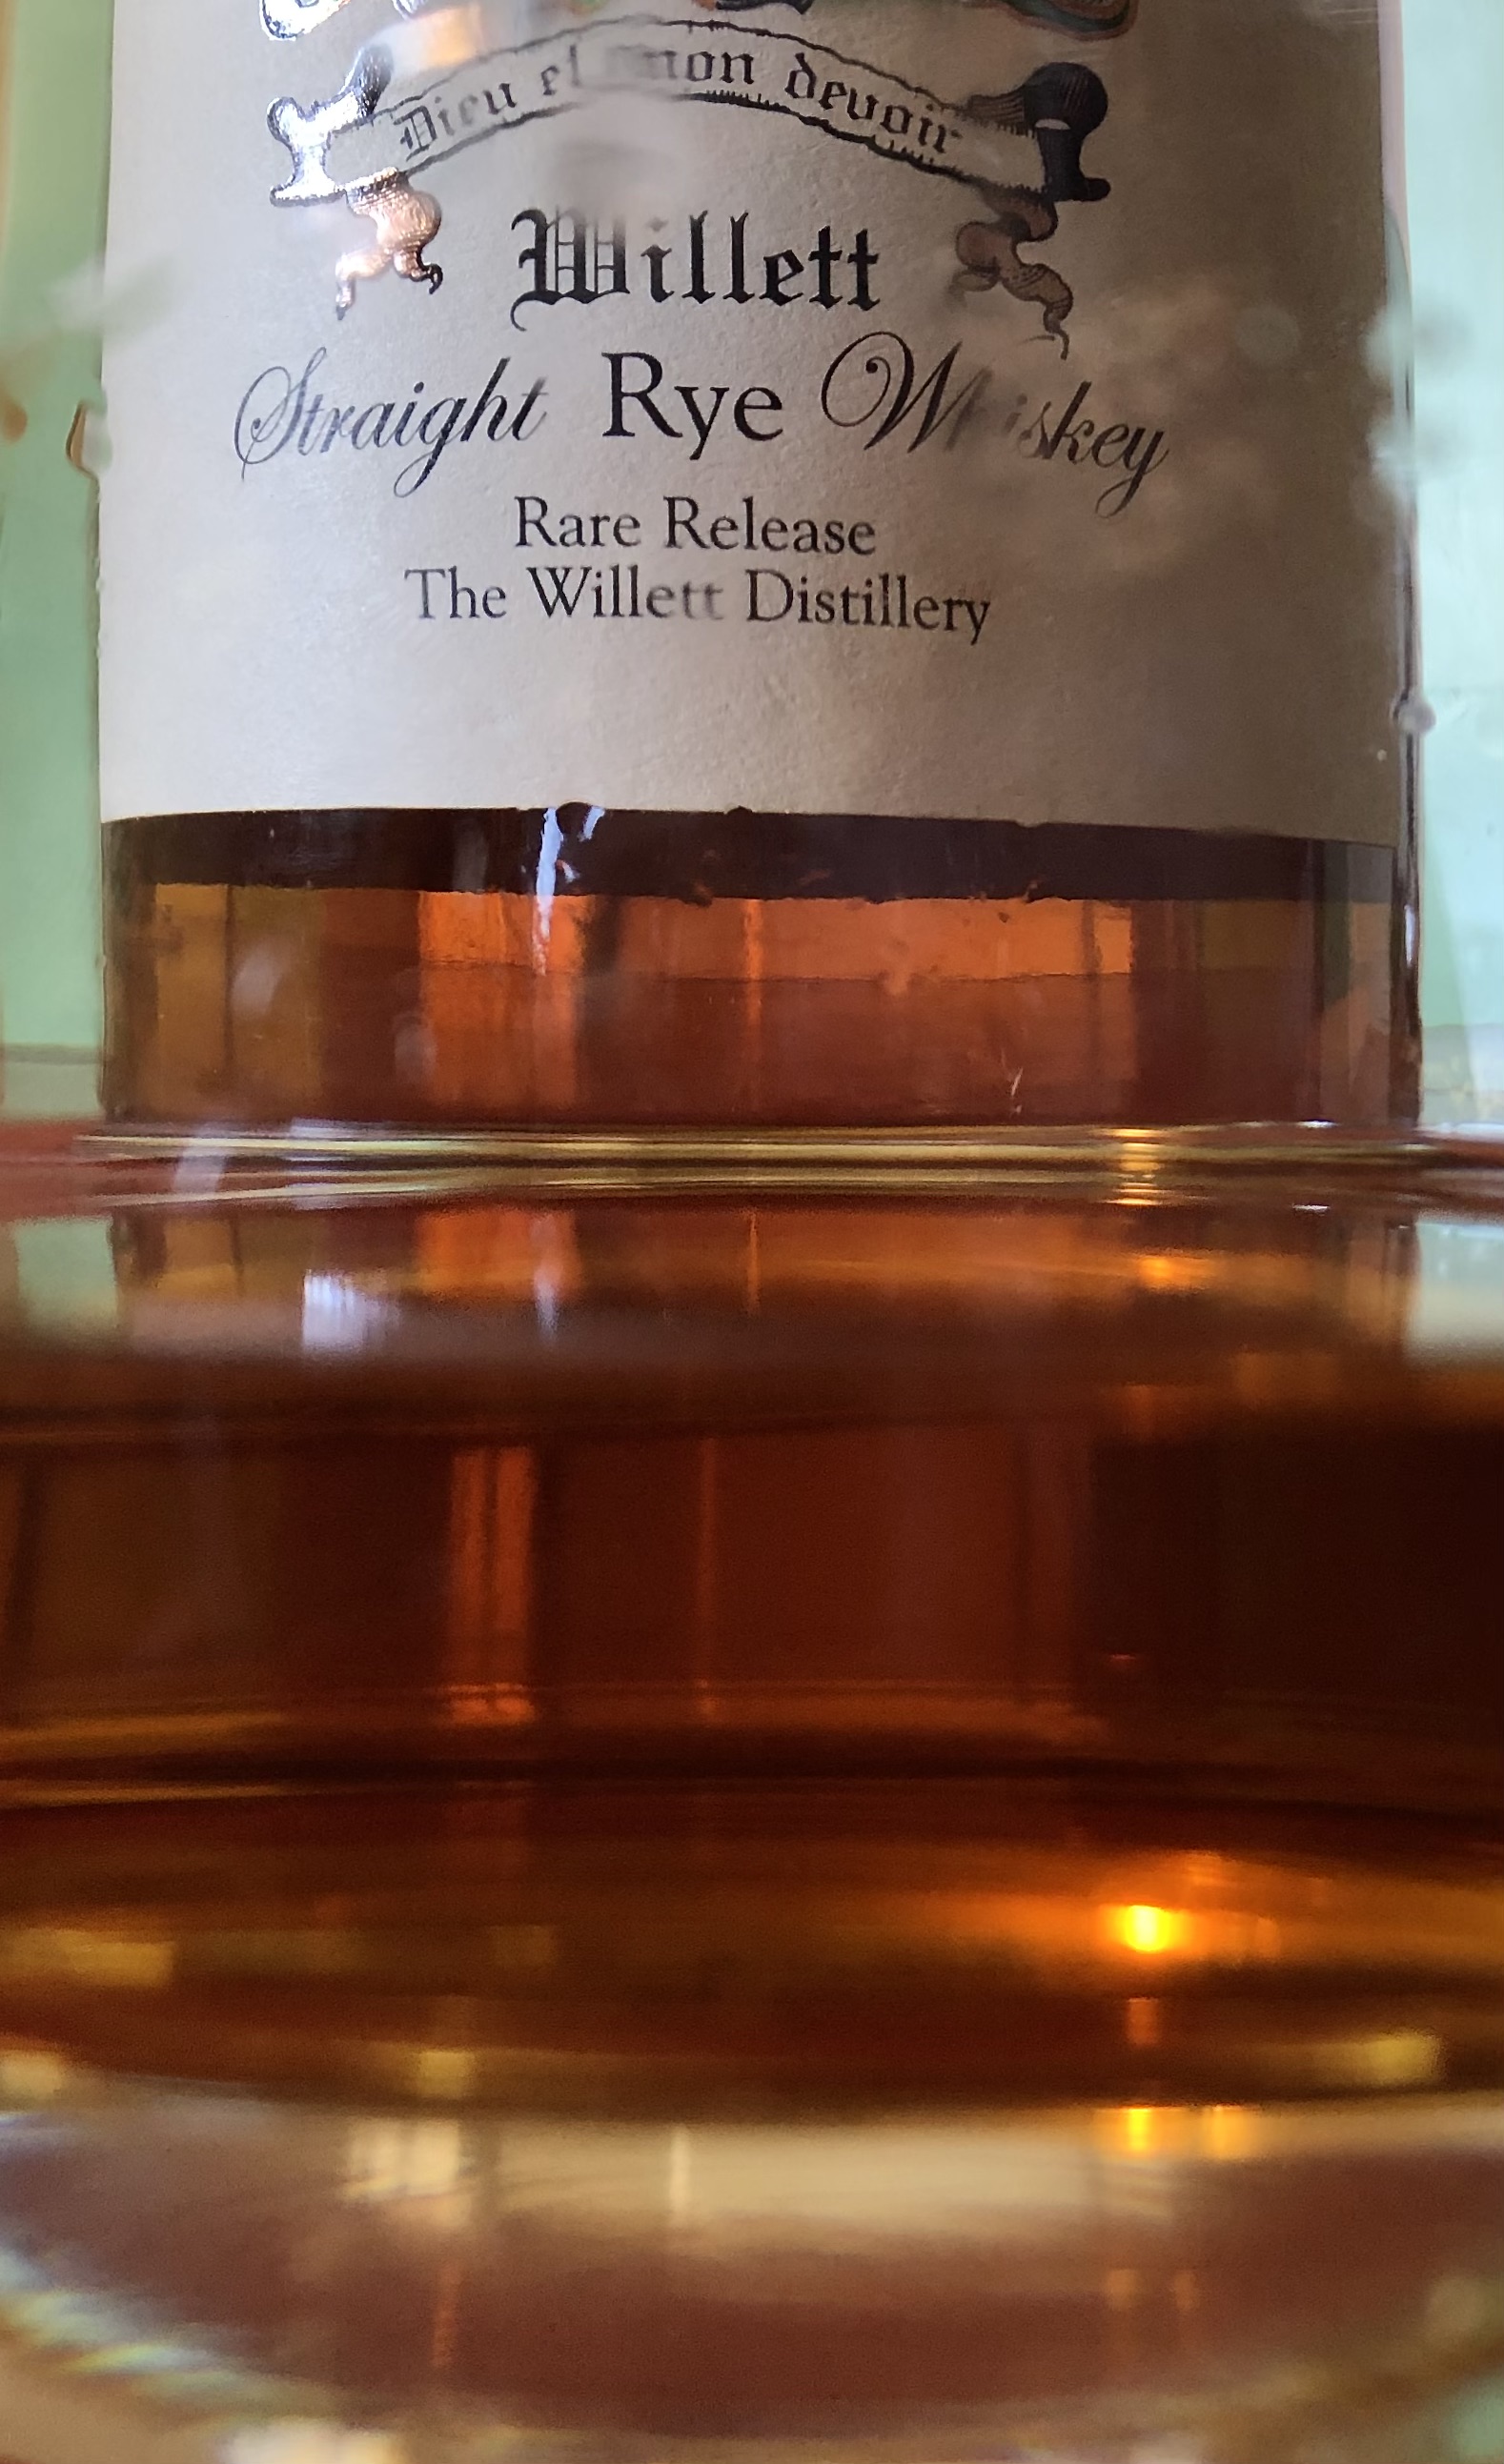 Dieu et mon devoir
Willett
Straight Rye Whiskey
Rare Release
The Willett Distillery